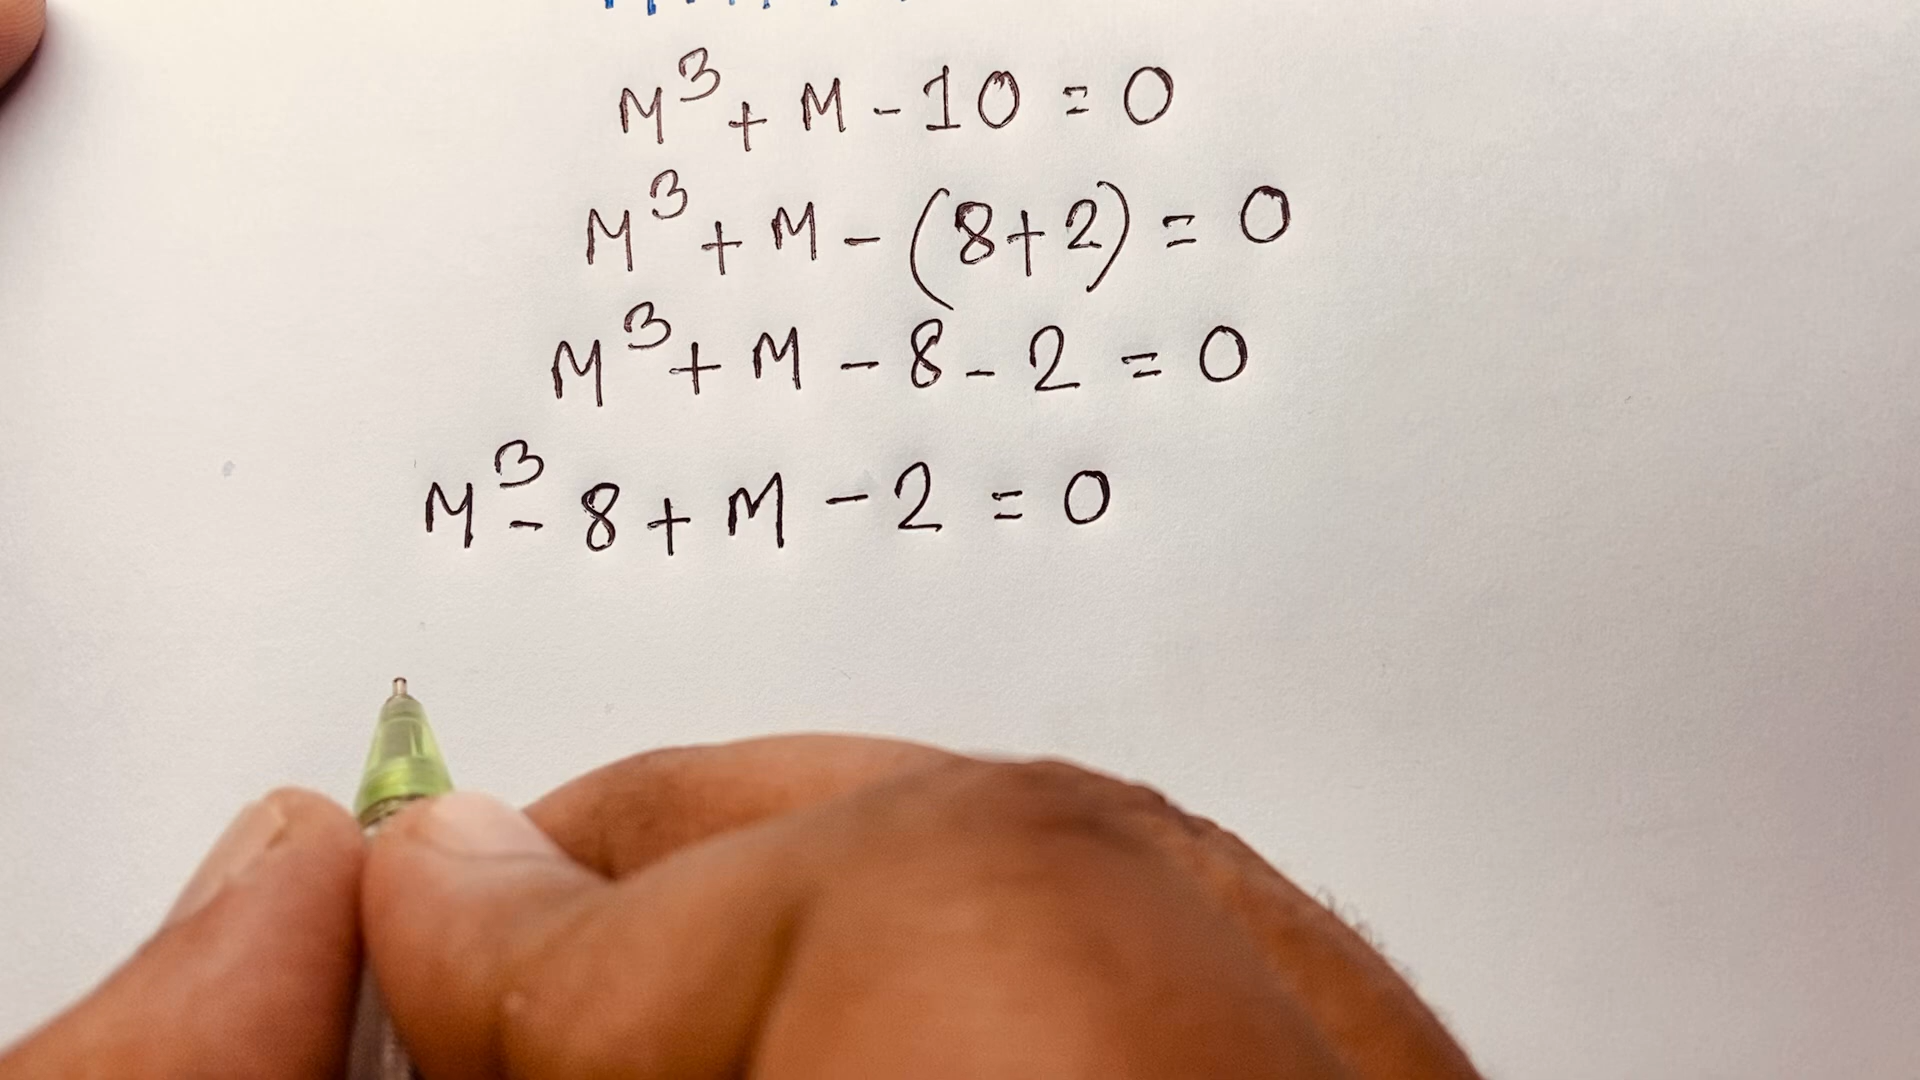 M³ + M - 10 = 0
M³ + M - (8+2) = 0
M³ + M - 8 - 2 = 0
M³ - 8 + M - 2 = 0